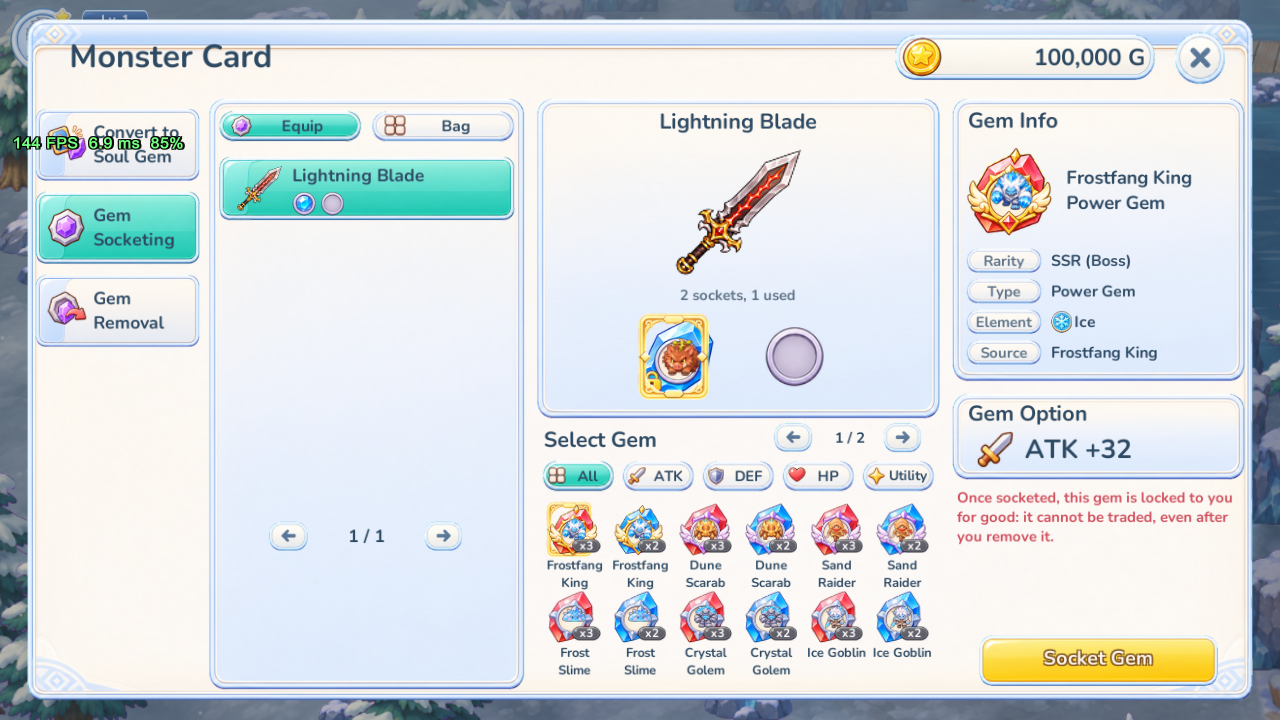 Lv.1
Monster Card
100,000 G
Convert to
Soul Gem
144 FPS 6.9 ms 85%
Gem
Socketing
Gem
Removal
Equip
Bag
Lightning Blade
1 / 1
Lightning Blade
2 sockets, 1 used
Select Gem
1 / 2
All
ATK
DEF
HP
Utility
x3
x2
x3
x2
x3
x2
Frostfang
King
Frostfang
King
Dune
Scarab
Dune
Scarab
Sand
Raider
Sand
Raider
x3
x2
x3
x2
x3
x2
Frost
Slime
Frost
Slime
Crystal
Golem
Crystal
Golem
Ice Goblin
Ice Goblin
Gem Info
Frostfang King
Power Gem
Rarity SSR (Boss)
Type Power Gem
Element Ice
Source Frostfang King
Gem Option
ATK +32
Once socketed, this gem is locked to you
for good: it cannot be traded, even after
you remove it.
Socket Gem